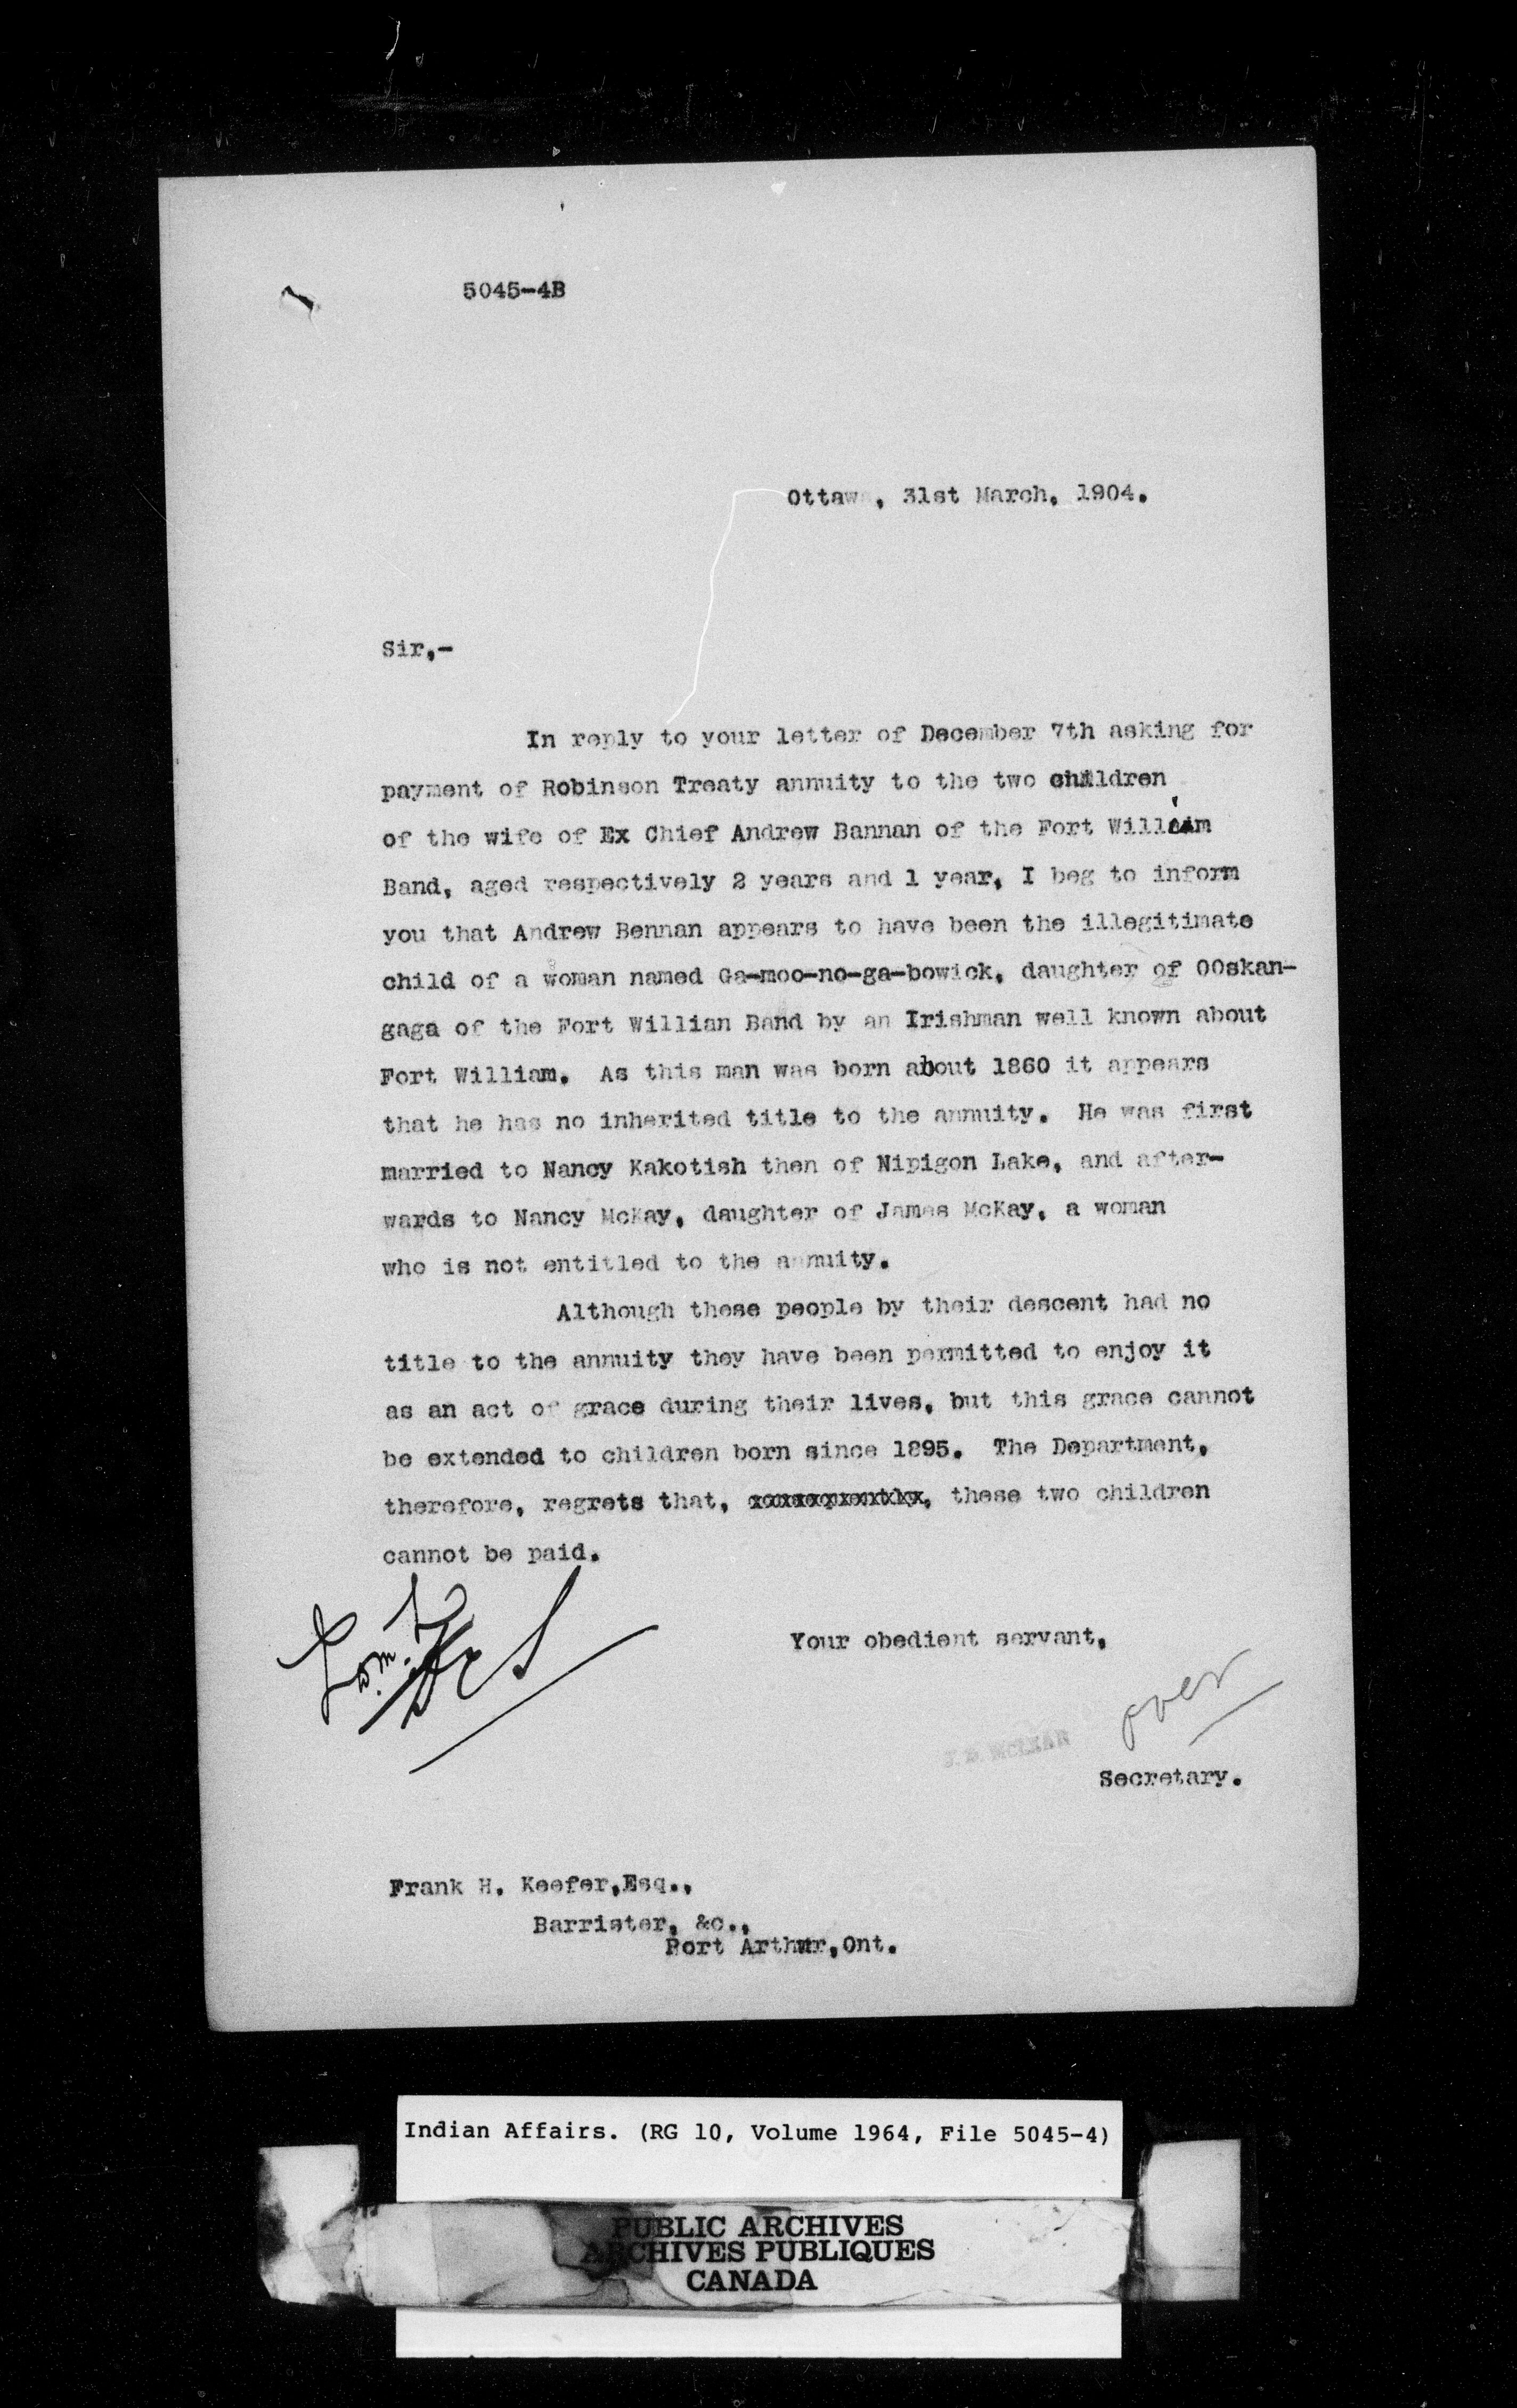 5045-4B
Ottawa, 31st March, 1904.
Sir,-
In reply to your letter of December 7th asking for
payment of Robinson Treaty annuity to the two children
of the wife of Ex Chief Andrew Bannan of the Fort William
Band, aged respectively 2 years and 1 year, I beg to inform
you that Andrew Bennan appears to have been the illegitimate
child of a woman named Ga-moo-no-ga-bowick, daughter of OOskan-
gaga of the Fort Willian Band by an Irishman well known about
Fort William. As this man was born about 1860 it appears
that he has no inherited title to the annuity. He was first
married to Nancy Kakotish then of Nipigon Lake, and after-
wards to Nancy McKay, daughter of James McKay, a woman
who is not entitled to the annuity.
Although these people by their descent had no
title to the annuity they have been permitted to enjoy it
as an act of grace during their lives, but this grace cannot
be extended to children born since 1895. The Department,
therefore, regrets that, these two children
cannot be paid.
Your obedient servant,
over
J. D. MCLEAN
Secretary.
Frank H. Keefer,Esq.,
Barrister, &c.,
Port Arthur,Ont.
Indian Affairs. (RG 10, Volume 1964, File 5045-4)
PUBLIC ARCHIVES
ARCHIVES PUBLIQUES
CANADA